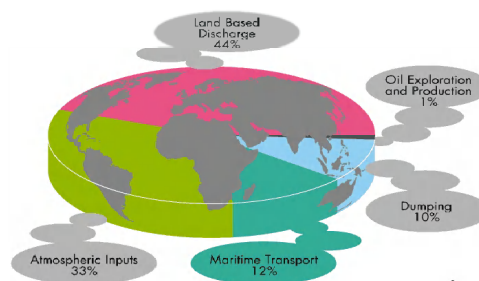 Land Based
Discharge
44%
Oil Exploration
and Production
1%
Dumping
10%
Maritime Transport
12%
Atmospheric Inputs
33%